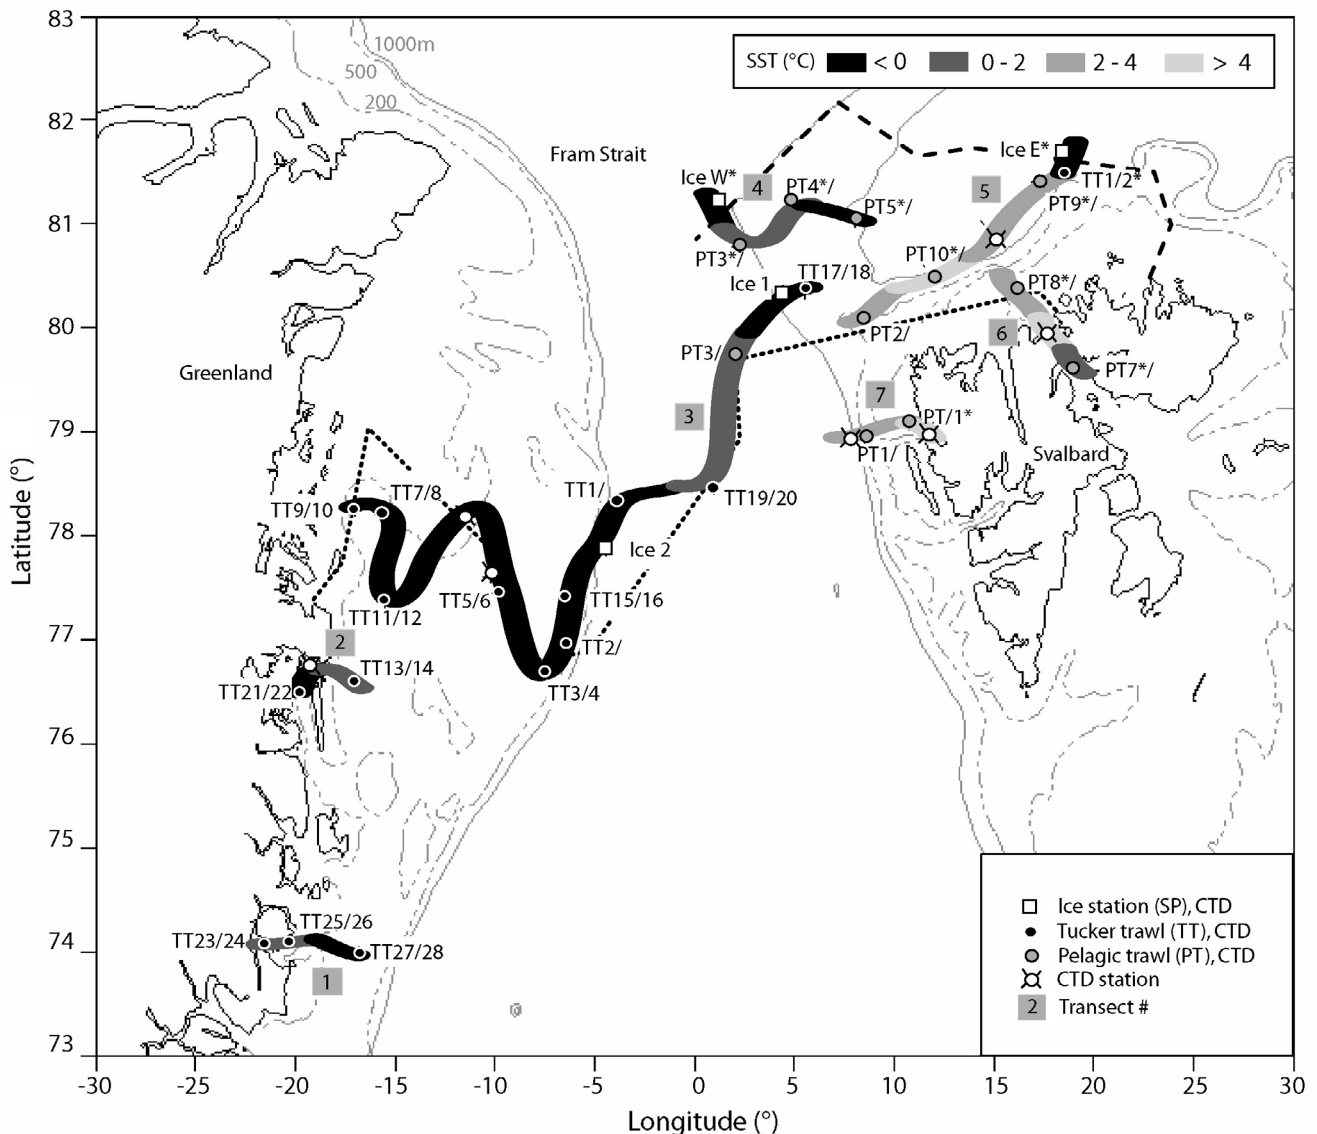 83
82
81
80
79
78
77
76
75
74
73
Latitude (°)
-30
-25
-20
-15
-10
-5
0
5
10
15
20
25
30
Longitude (°)
SST (°C) < 0 0 - 2 2 - 4 > 4
1000m
500
200
Fram Strait
Greenland
Svalbard
Ice W*
4
PT4*/
PT5*/
PT3*/
Ice E*
5
TT1/2*
PT9*/
PT10*/
PT2/
Ice 1
TT17/18
PT3/
3
PT8*/
6
PT7*/
7
PT/1*
PT1/
TT19/20
TT1/
Ice 2
TT7/8
TT9/10
TT11/12
TT5/6
TT15/16
TT2/
TT3/4
2
TT13/14
TT21/22
TT25/26
TT23/24
TT27/28
1
Ice station (SP), CTD
Tucker trawl (TT), CTD
Pelagic trawl (PT), CTD
CTD station
2 Transect #